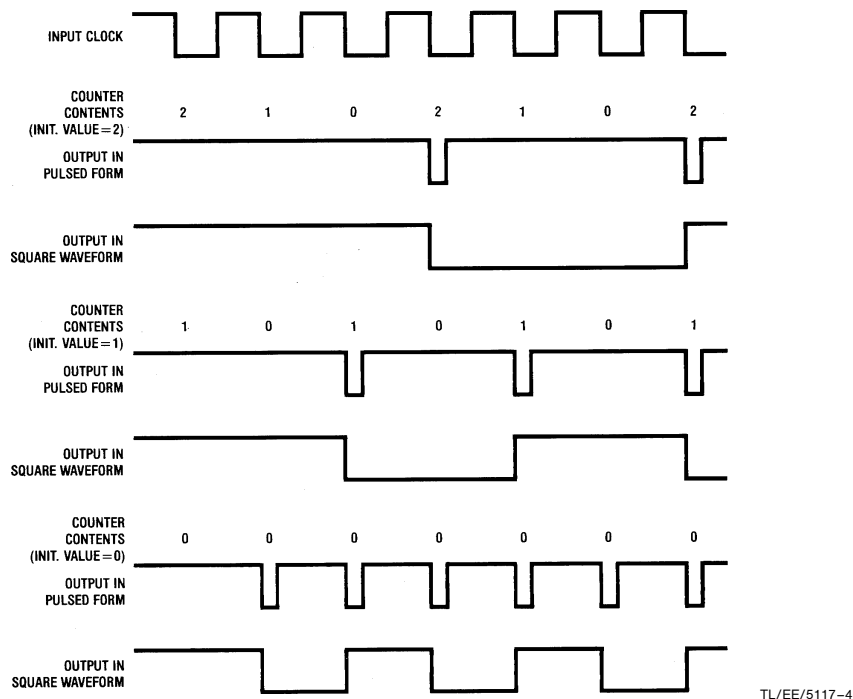 INPUT CLOCK
COUNTER
CONTENTS
(INIT. VALUE=2)
2 1 0 2 1 0 2
OUTPUT IN
PULSED FORM
OUTPUT IN
SQUARE WAVEFORM
COUNTER
CONTENTS
(INIT. VALUE=1)
1 0 1 0 1 0 1
OUTPUT IN
PULSED FORM
OUTPUT IN
SQUARE WAVEFORM
COUNTER
CONTENTS
(INIT. VALUE=0)
0 0 0 0 0 0 0
OUTPUT IN
PULSED FORM
OUTPUT IN
SQUARE WAVEFORM
TL/EE/5117–4